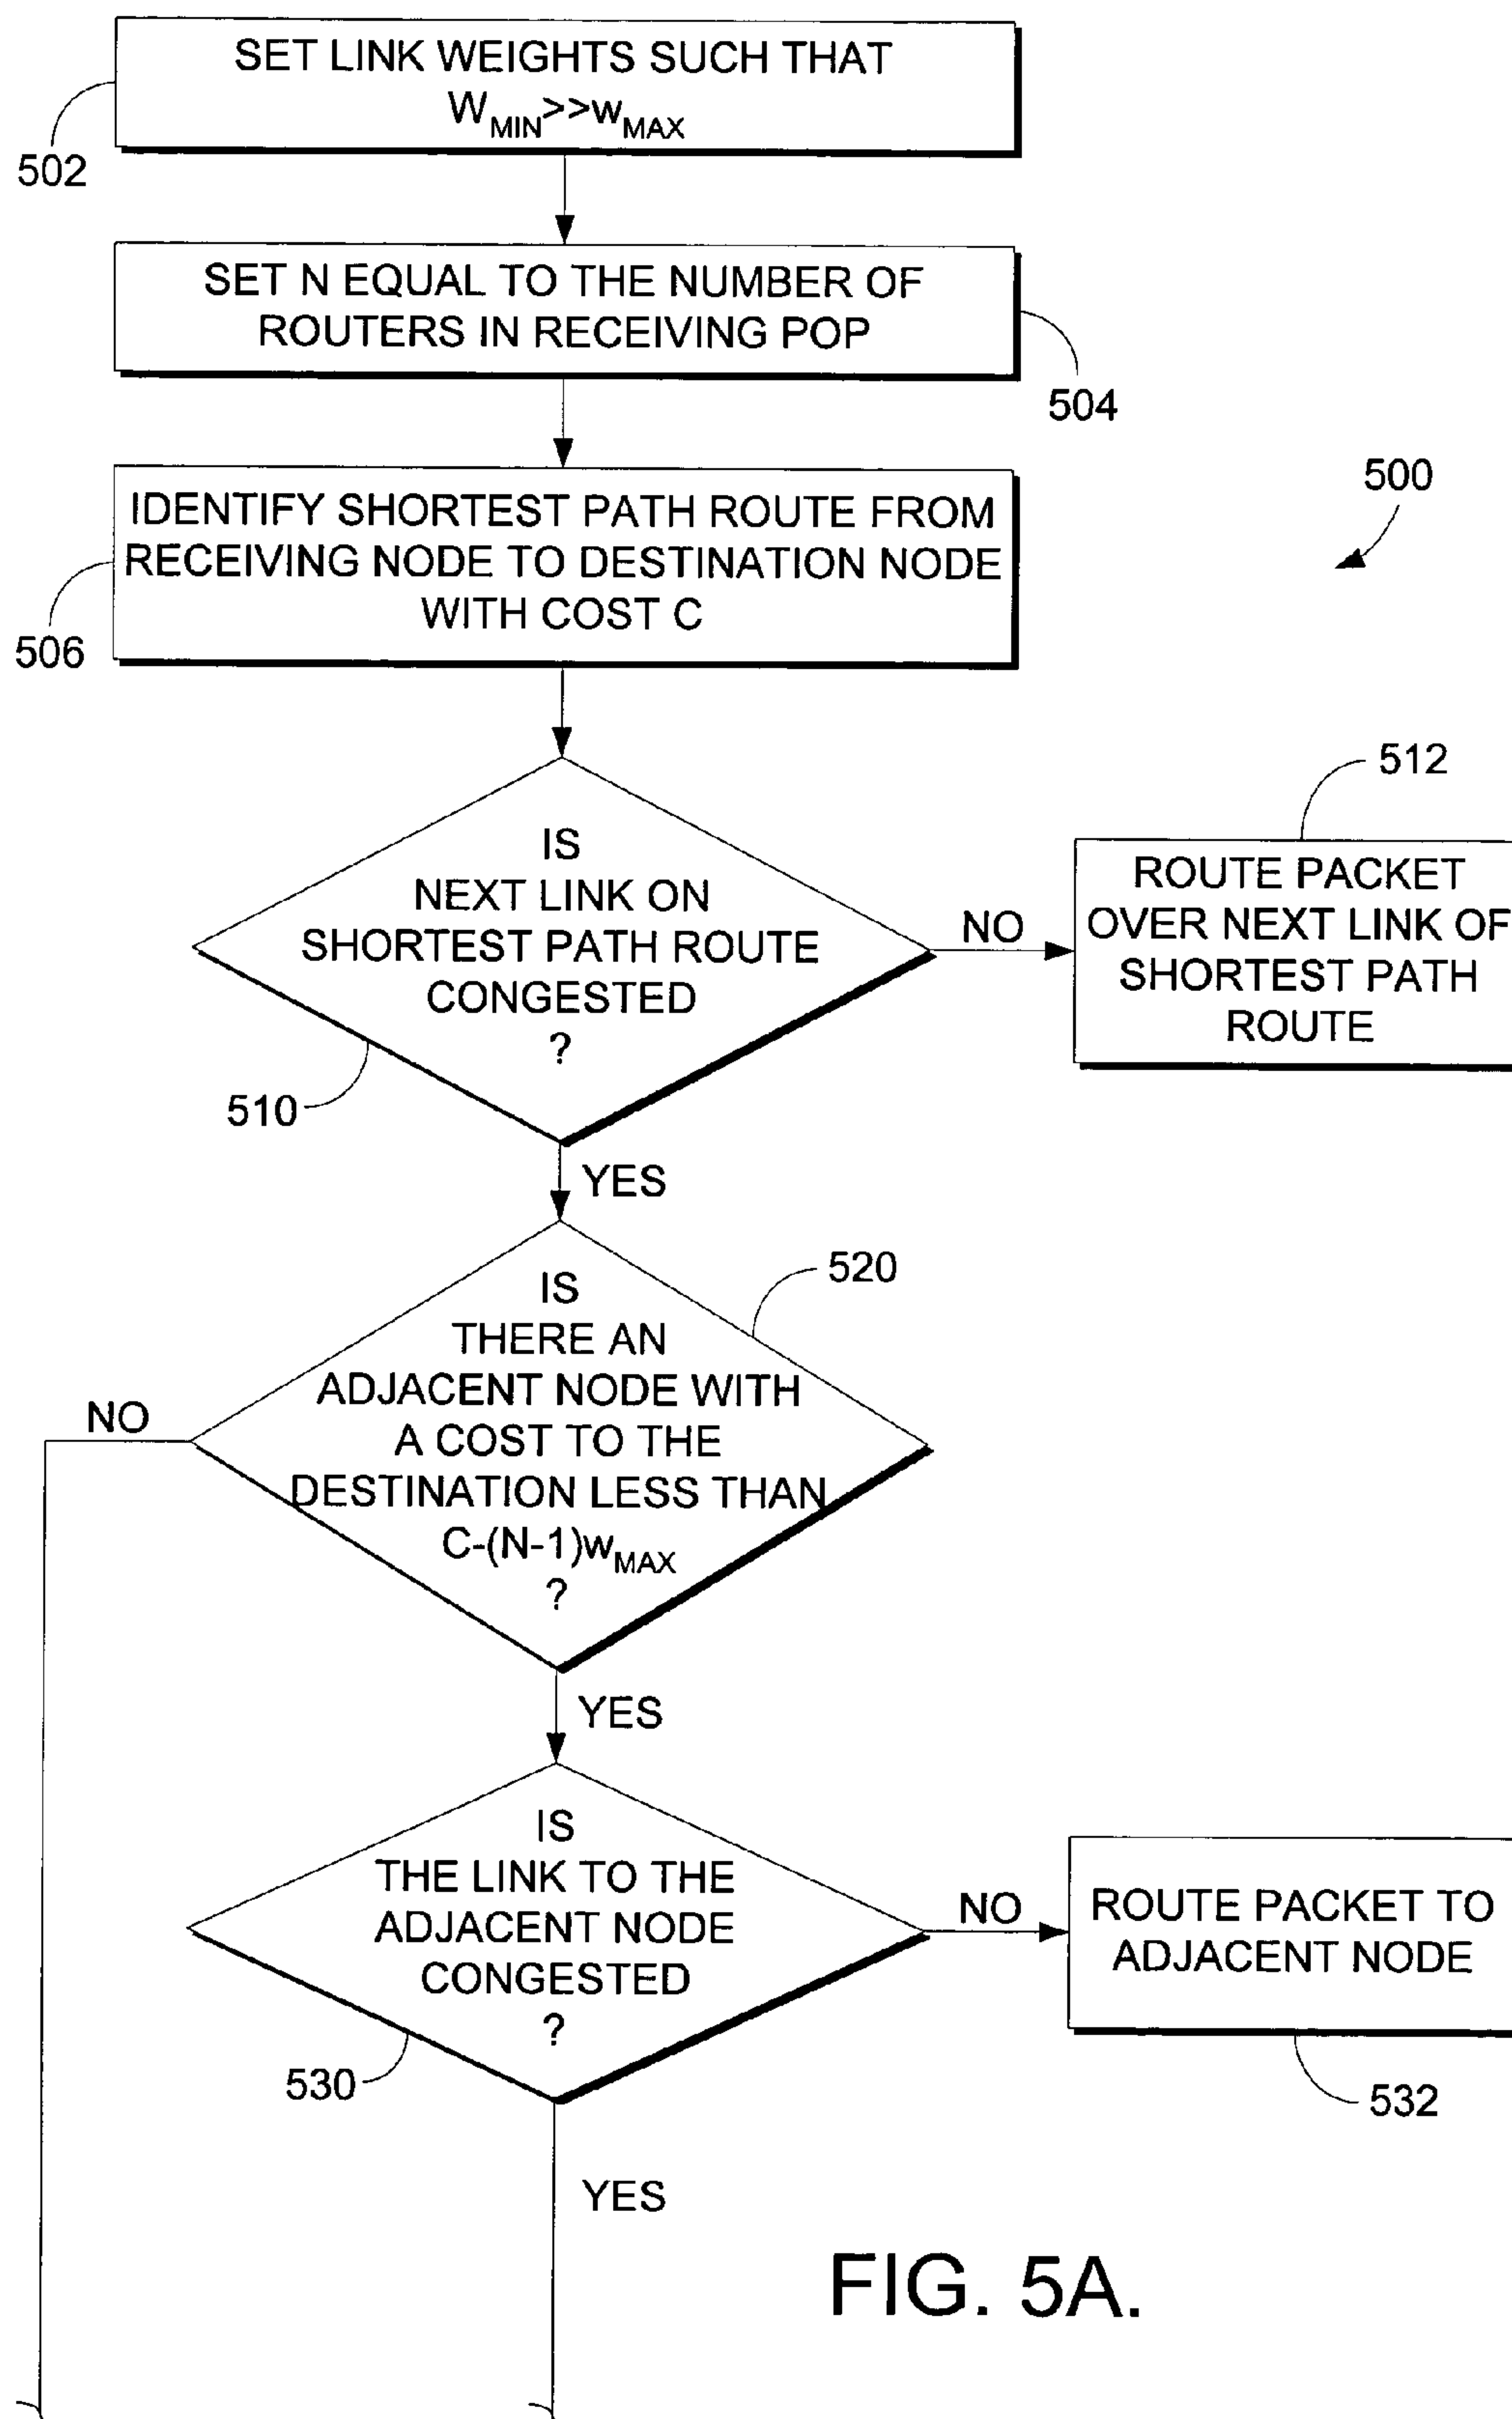 SET LINK WEIGHTS SUCH THAT
W_MIN>>w_MAX
502
SET N EQUAL TO THE NUMBER OF
ROUTERS IN RECEIVING POP
504
IDENTIFY SHORTEST PATH ROUTE FROM
RECEIVING NODE TO DESTINATION NODE
WITH COST C
506
500
IS
NEXT LINK ON
SHORTEST PATH ROUTE
CONGESTED
?
510
NO
512
ROUTE PACKET
OVER NEXT LINK OF
SHORTEST PATH
ROUTE
YES
520
IS
THERE AN
ADJACENT NODE WITH
A COST TO THE
DESTINATION LESS THAN
C-(N-1)w_MAX
?
NO
YES
IS
THE LINK TO THE
ADJACENT NODE
CONGESTED
?
530
NO
ROUTE PACKET TO
ADJACENT NODE
532
YES
FIG. 5A.